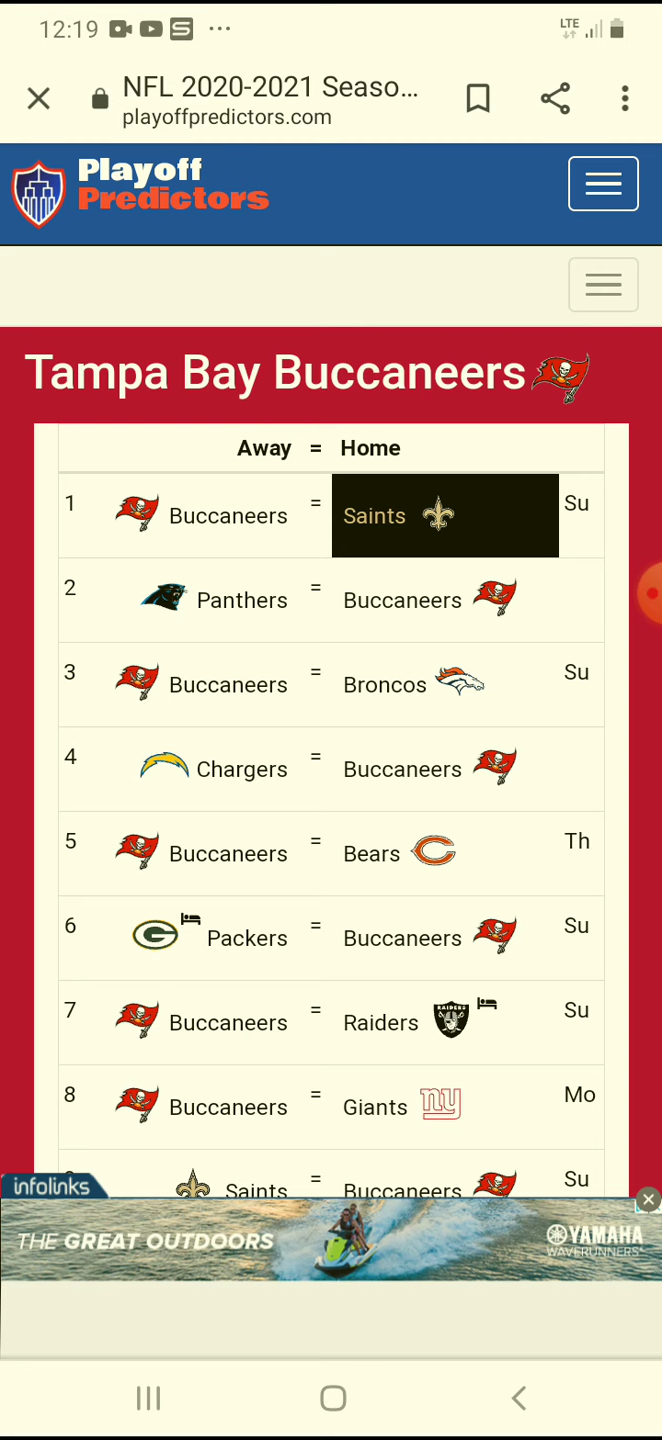 12:19 S ... LTE
NFL 2020-2021 Seaso...
playoffpredictors.com
Playoff
Predictors
Tampa Bay Buccaneers
Away = Home
1 Buccaneers = Saints Su
2 Panthers = Buccaneers
3 Buccaneers = Broncos Su
4 Chargers = Buccaneers
5 Buccaneers = Bears C Th
6 G Packers = Buccaneers Su
7 Buccaneers = RAIDERS Raiders Su
8 Buccaneers = Giants ny Mo
Saints = Buccaneers Su
infolinks
THE GREAT OUTDOORS
YAMAHA
WAVERUNNERS